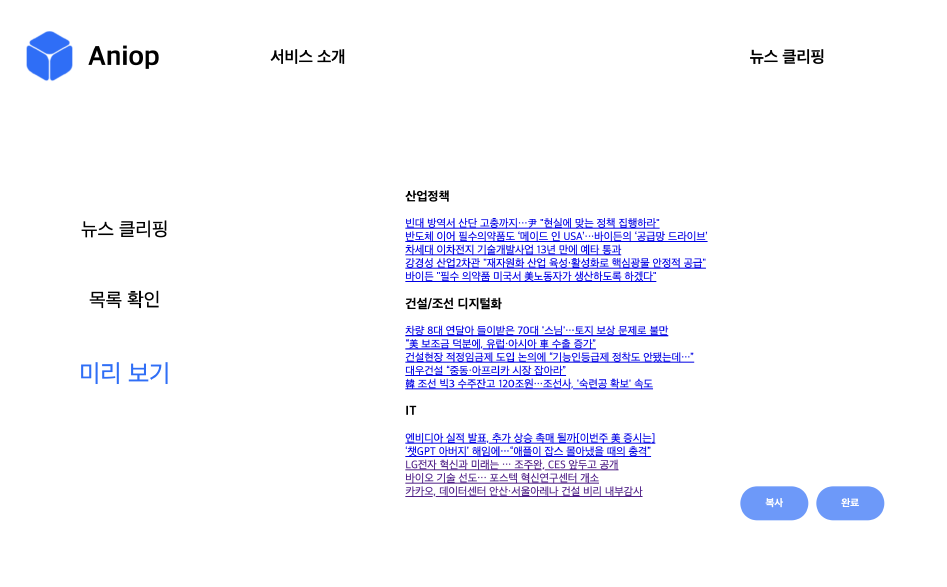 Aniop
서비스 소개
뉴스 클리핑
뉴스 클리핑
목록 확인
미리 보기
산업정책
빈대 방역서 산단 고충까지…尹 "현실에 맞는 정책 집행하라"
반도체 이어 필수의약품도 ‘메이드 인 USA’…바이든의 ‘공급망 드라이브’
차세대 이차전지 기술개발사업 13년 만에 예타 통과
강경성 산업2차관 "재자원화 산업 육성·활성화로 핵심광물 안정적 공급"
바이든 "필수 의약품 미국서 美노동자가 생산하도록 하겠다"
건설/조선 디지털화
차량 8대 연달아 들이받은 70대 '스님'…토지 보상 문제로 불만
"美 보조금 덕분에, 유럽·아시아 車 수출 증가"
건설현장 적정임금제 도입 논의에 "기능인등급제 정착도 안됐는데…"
대우건설 "중동·아프리카 시장 잡아라"
韓 조선 빅3 수주잔고 120조원…조선사, '숙련공 확보' 속도
IT
엔비디아 실적 발표, 추가 상승 촉매 될까[이번주 美 증시는]
‘챗GPT 아버지’ 해임에…“애플이 잡스 몰아냈을 때의 충격”
LG전자 혁신과 미래는 … 조주완, CES 앞두고 공개
바이오 기술 선도… 포스텍 혁신연구센터 개소
카카오, 데이터센터 안산·서울아레나 건설 비리 내부감사
복사
완료